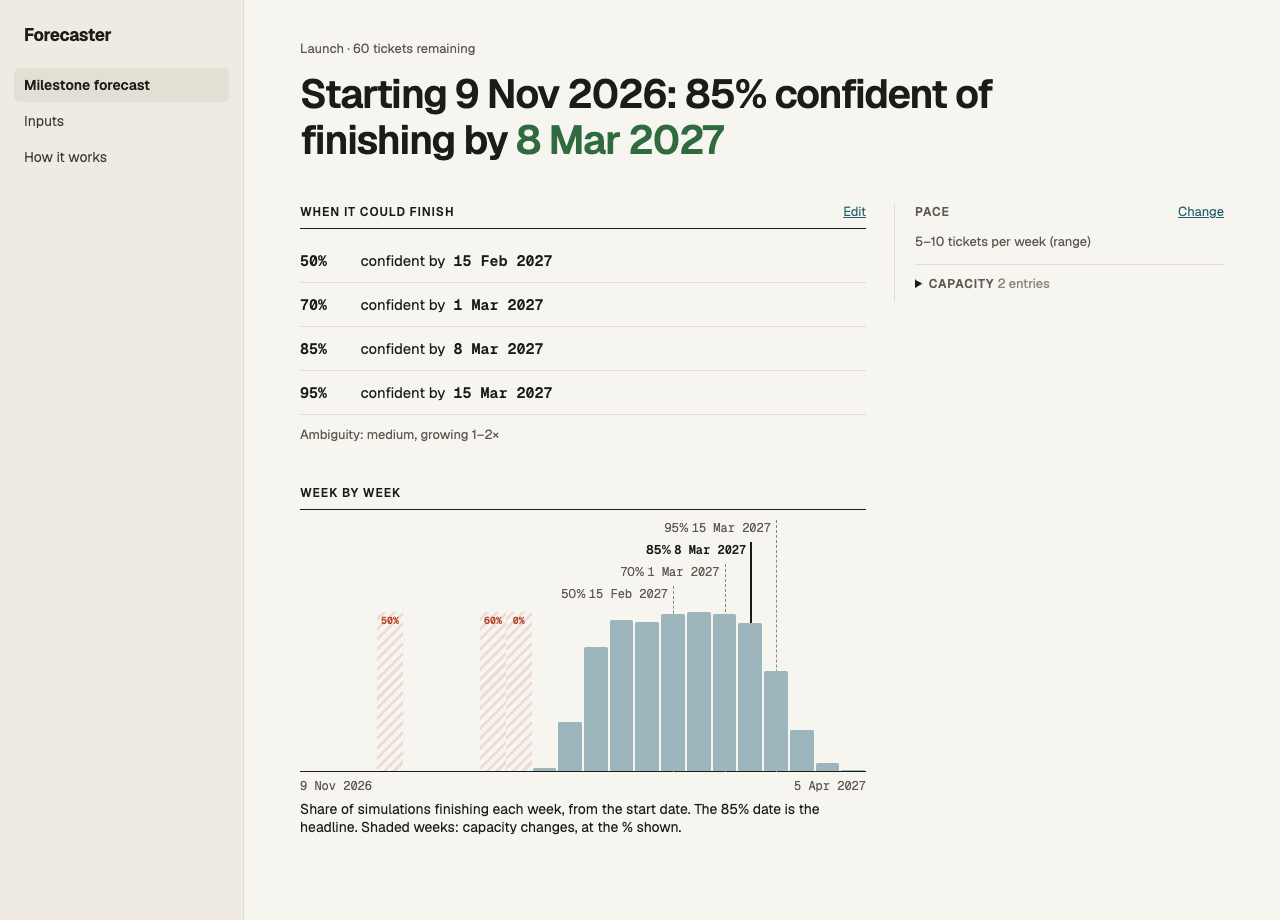 Forecaster
Milestone forecast
Inputs
How it works
Launch · 60 tickets remaining
Starting 9 Nov 2026: 85% confident of
finishing by 8 Mar 2027
WHEN IT COULD FINISH
Edit
50% confident by 15 Feb 2027
70% confident by 1 Mar 2027
85% confident by 8 Mar 2027
95% confident by 15 Mar 2027
Ambiguity: medium, growing 1–2×
PACE
Change
5–10 tickets per week (range)
CAPACITY 2 entries
WEEK BY WEEK
95% 15 Mar 2027
85% 8 Mar 2027
70% 1 Mar 2027
50% 15 Feb 2027
50%
60%
0%
9 Nov 2026
5 Apr 2027
Share of simulations finishing each week, from the start date. The 85% date is the
headline. Shaded weeks: capacity changes, at the % shown.